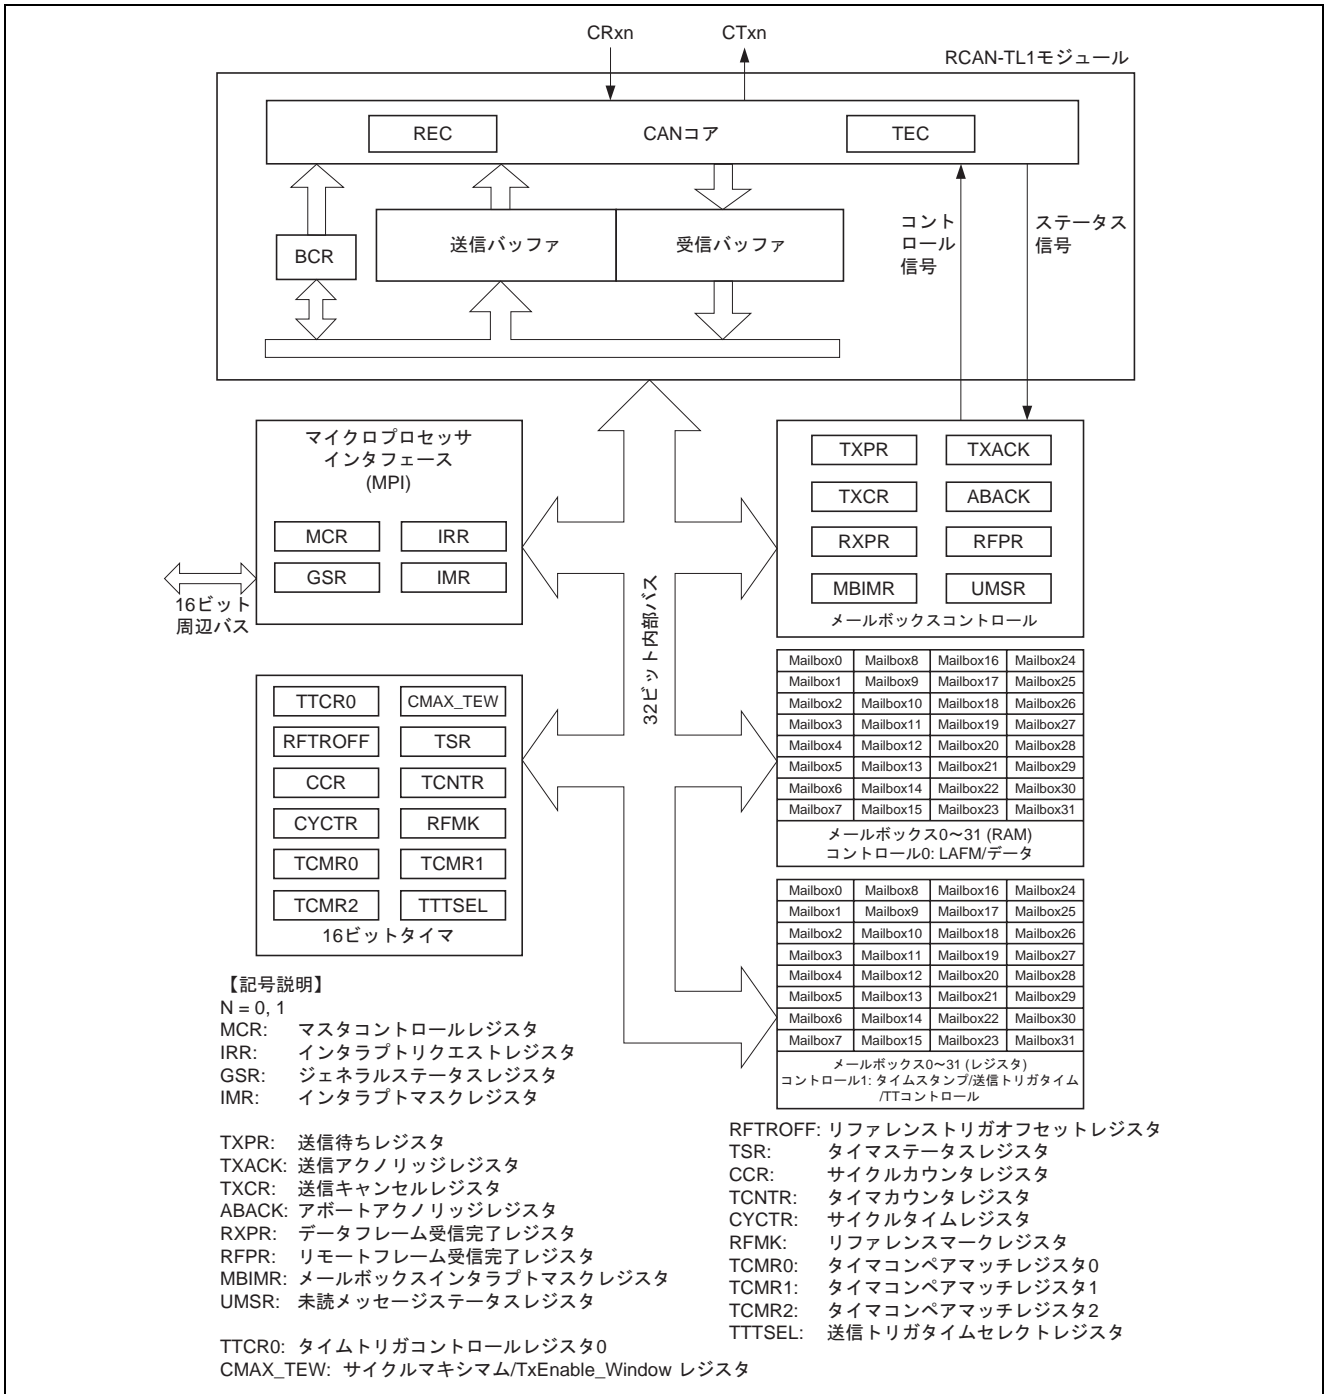 CRxn
CTxn
RCAN-TL1モジュール
REC
CANコア
TEC
BCR
送信バッファ
受信バッファ
コント
ロール
信号
ステータス
信号
マイクロプロセッサ
インタフェース
(MPI)
MCR
IRR
GSR
IMR
16ビット
周辺バス
32ビット内部バス
TXPR
TXACK
TXCR
ABACK
RXPR
RFPR
MBIMR
UMSR
メールボックスコントロール
TTCR0
CMAX_TEW
RFTROFF
TSR
CCR
TCNTR
CYCTR
RFMK
TCMR0
TCMR1
TCMR2
TTTSEL
16ビットタイマ
Mailbox0 Mailbox8 Mailbox16 Mailbox24
Mailbox1 Mailbox9 Mailbox17 Mailbox25
Mailbox2 Mailbox10 Mailbox18 Mailbox26
Mailbox3 Mailbox11 Mailbox19 Mailbox27
Mailbox4 Mailbox12 Mailbox20 Mailbox28
Mailbox5 Mailbox13 Mailbox21 Mailbox29
Mailbox6 Mailbox14 Mailbox22 Mailbox30
Mailbox7 Mailbox15 Mailbox23 Mailbox31
メールボックス0～31 (RAM)
コントロール0: LAFM/データ
Mailbox0 Mailbox8 Mailbox16 Mailbox24
Mailbox1 Mailbox9 Mailbox17 Mailbox25
Mailbox2 Mailbox10 Mailbox18 Mailbox26
Mailbox3 Mailbox11 Mailbox19 Mailbox27
Mailbox4 Mailbox12 Mailbox20 Mailbox28
Mailbox5 Mailbox13 Mailbox21 Mailbox29
Mailbox6 Mailbox14 Mailbox22 Mailbox30
Mailbox7 Mailbox15 Mailbox23 Mailbox31
メールボックス0～31 (レジスタ)
コントロール1: タイムスタンプ/送信トリガタイム
/TTコントロール
【記号説明】
N = 0, 1
MCR: マスタコントロールレジスタ
IRR: インタラプトリクエストレジスタ
GSR: ジェネラルステータスレジスタ
IMR: インタラプトマスクレジスタ
TXPR: 送信待ちレジスタ
TXACK: 送信アクノリッジレジスタ
TXCR: 送信キャンセルレジスタ
ABACK: アボートアクノリッジレジスタ
RXPR: データフレーム受信完了レジスタ
RFPR: リモートフレーム受信完了レジスタ
MBIMR: メールボックスインタラプトマスクレジスタ
UMSR: 未読メッセージステータスレジスタ
TTCR0: タイムトリガコントロールレジスタ0
CMAX_TEW: サイクルマキシマム/TxEnable_Window レジスタ
RFTROFF: リファレンストリガオフセットレジスタ
TSR: タイマステータスレジスタ
CCR: サイクルカウンタレジスタ
TCNTR: タイマカウンタレジスタ
CYCTR: サイクルタイムレジスタ
RFMK: リファレンスマークレジスタ
TCMR0: タイマコンペアマッチレジスタ0
TCMR1: タイマコンペアマッチレジスタ1
TCMR2: タイマコンペアマッチレジスタ2
TTTSEL: 送信トリガタイムセレクトレジスタ